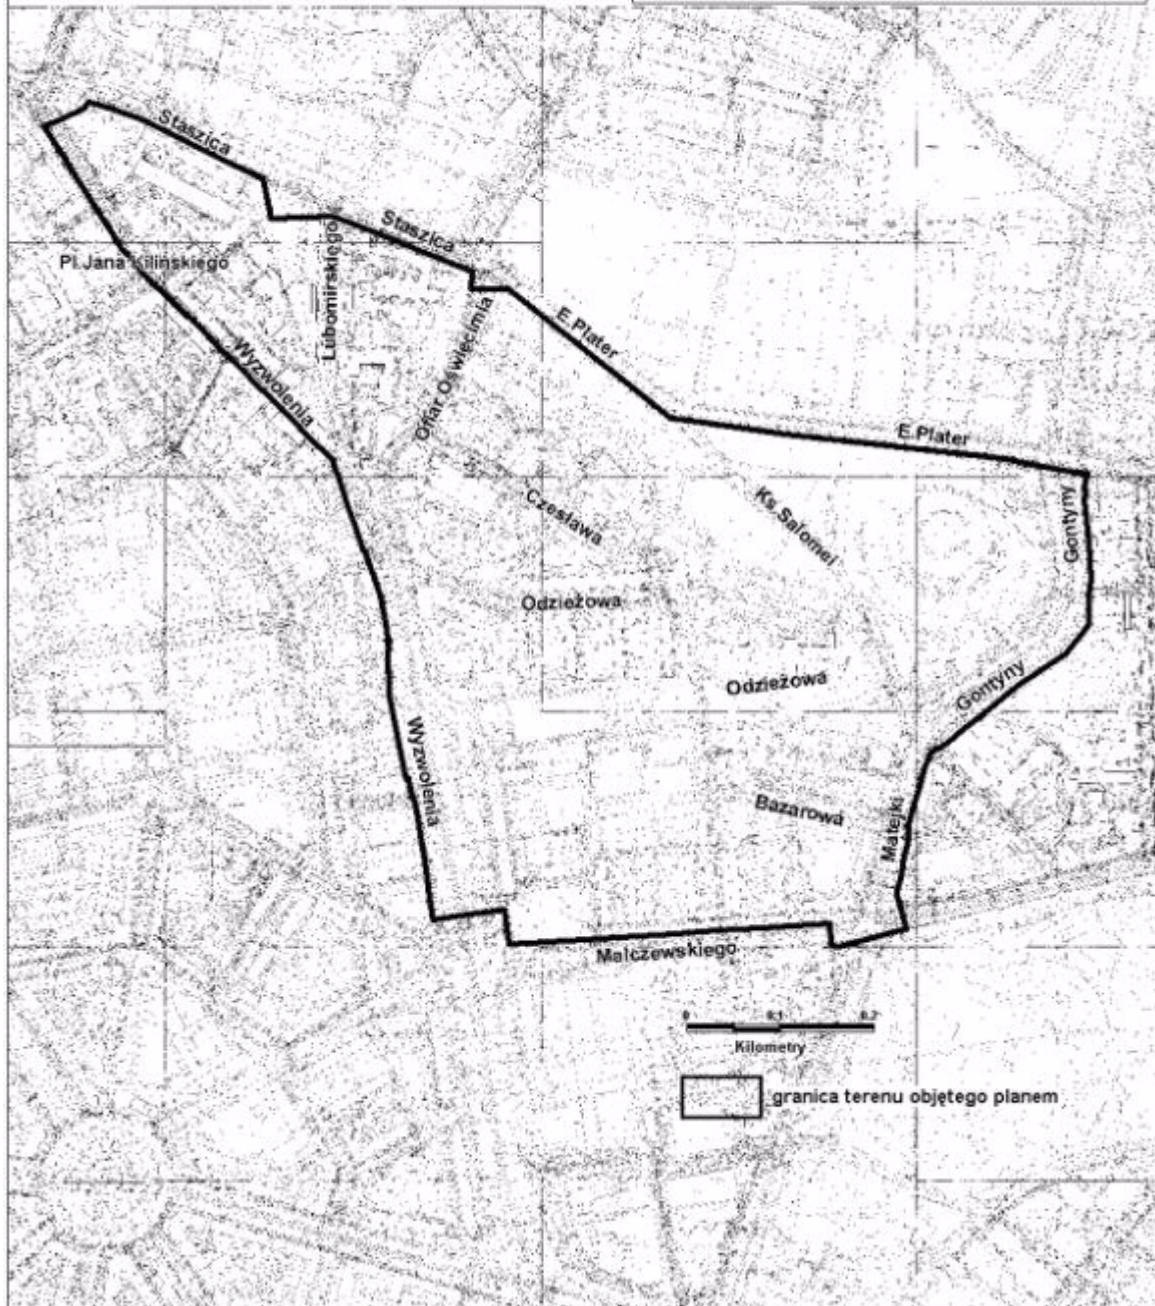 Staszica
Staszica
Pl.Jana Kilińskiego
Lubomirskiego
E.Plater
Wyzwolenia
Ofiar Oświęcimia
E.Plater
Czesława
Ks.Salomei
Gontyny
Odzieżowa
Odzieżowa
Gontyny
Wyzwolenia
Bazarowa
Matejki
Malczewskiego
0 0.1 0.2
Kilometry
granica terenu objętego planem